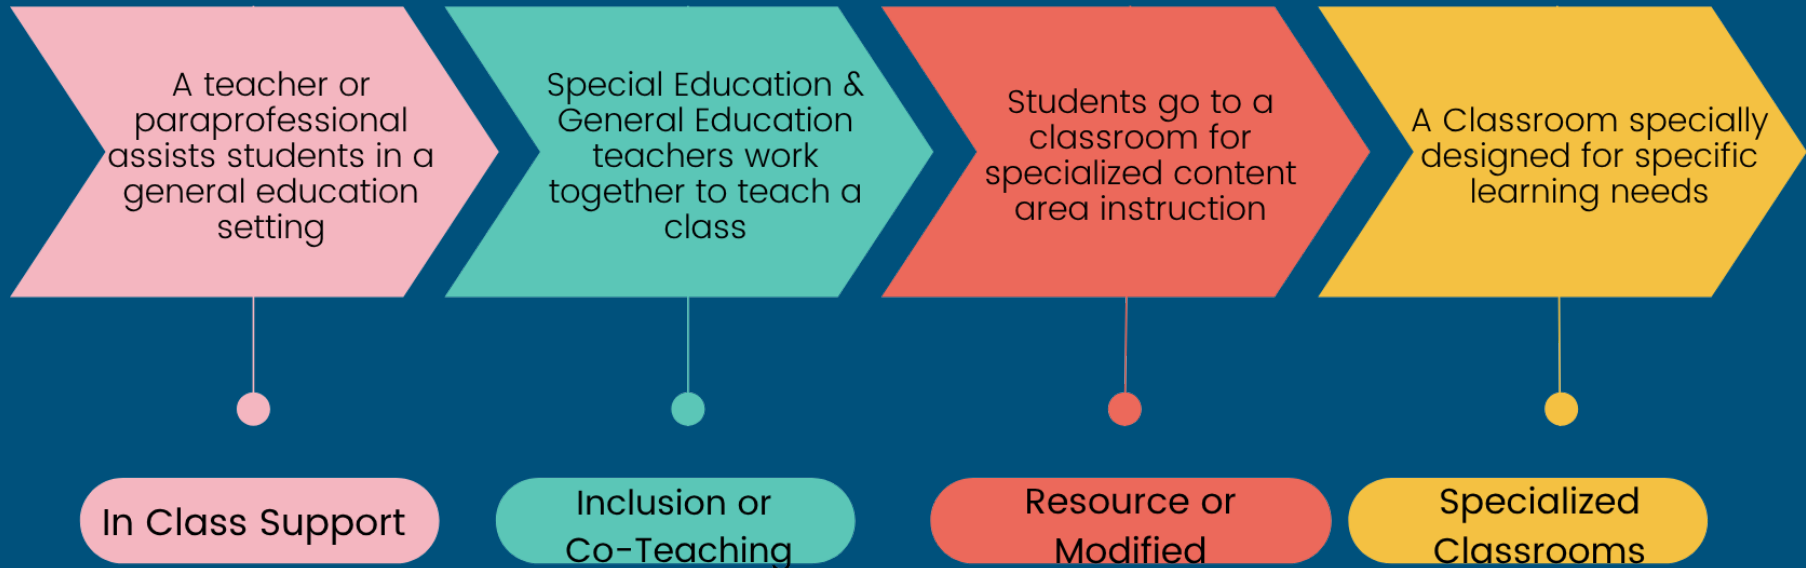 A teacher or
paraprofessional
assists students in a
general education
setting
Special Education &
General Education
teachers work
together to teach a
class
Students go to a
classroom for
specialized content
area instruction
A Classroom specially
designed for specific
learning needs
In Class Support
Inclusion or
Co-Teaching
Resource or
Modified
Specialized
Classrooms